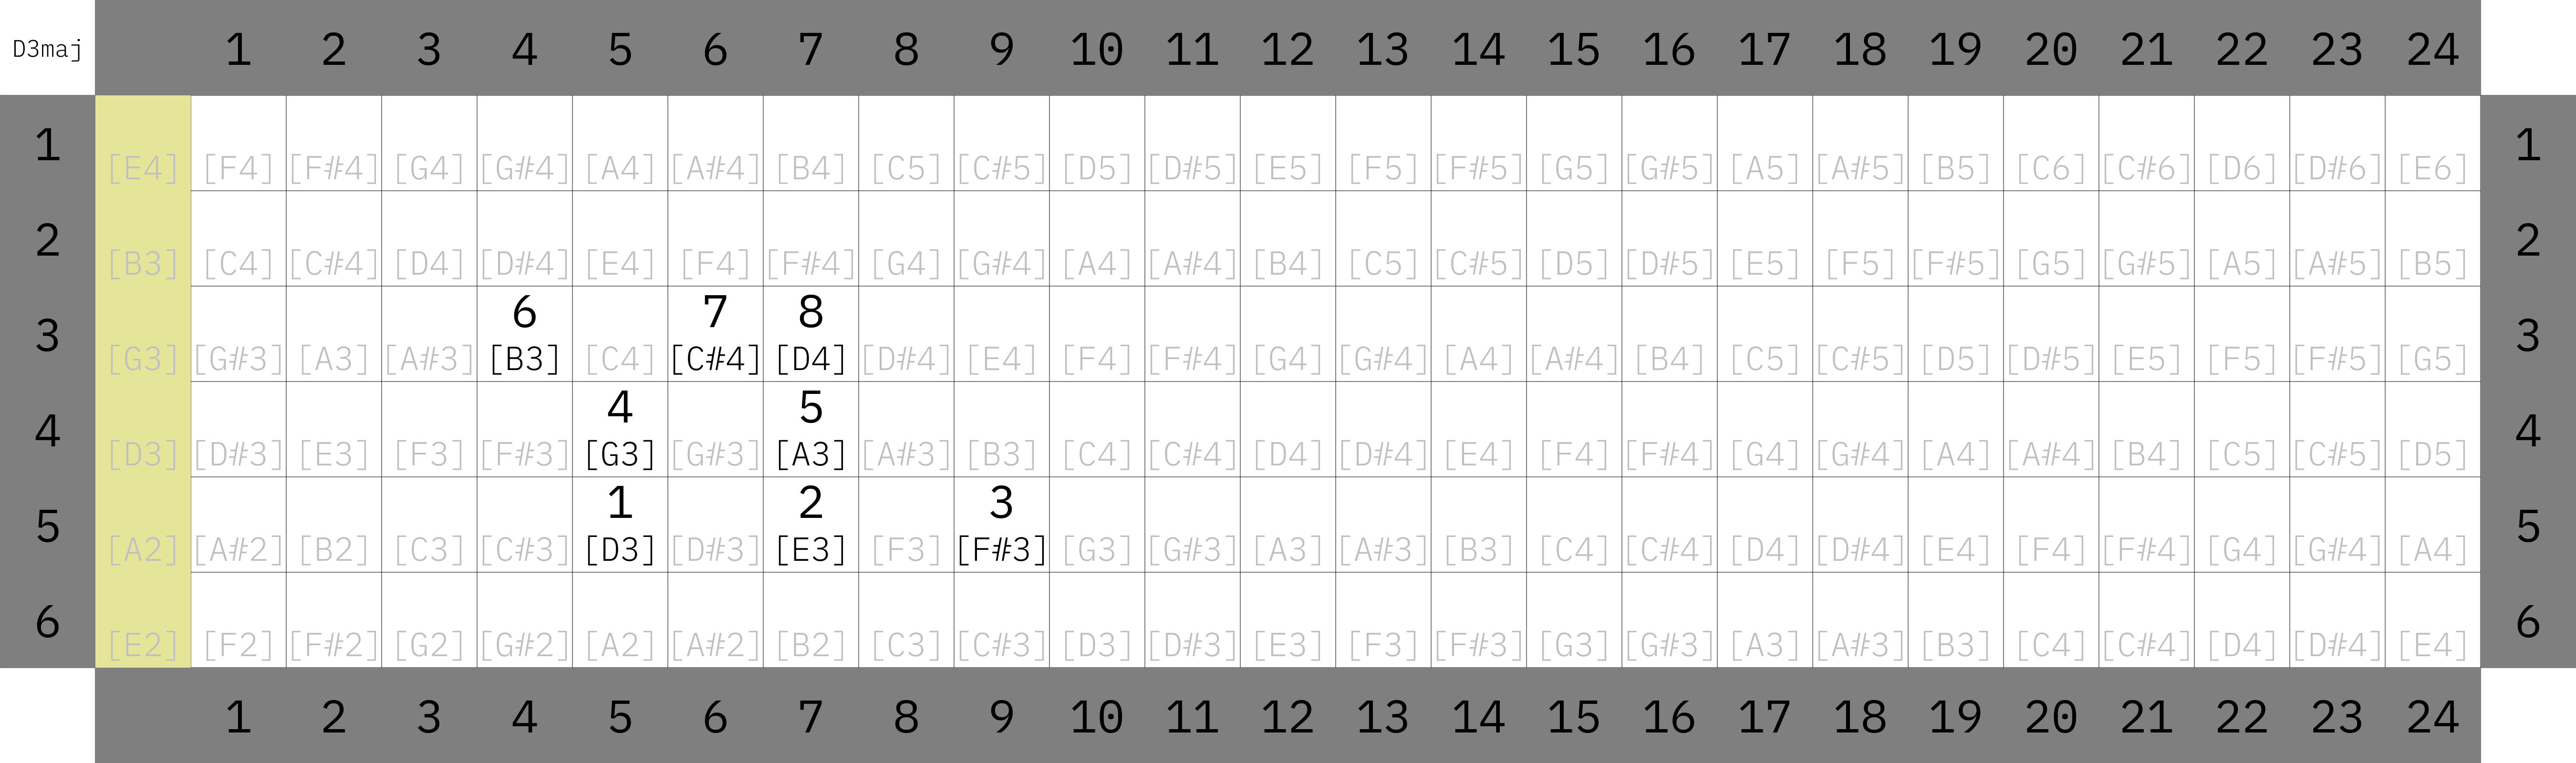 D3maj 1 2 3 4 5 6 7 8 9 10 11 12 13 14 15 16 17 18 19 20 21 22 23 24
1 [E4] [F4] [F#4] [G4] [G#4] [A4] [A#4] [B4] [C5] [C#5] [D5] [D#5] [E5] [F5] [F#5] [G5] [G#5] [A5] [A#5] [B5] [C6] [C#6] [D6] [D#6] [E6] 1
2 [B3] [C4] [C#4] [D4] [D#4] [E4] [F4] [F#4] [G4] [G#4] [A4] [A#4] [B4] [C5] [C#5] [D5] [D#5] [E5] [F5] [F#5] [G5] [G#5] [A5] [A#5] [B5] 2
6 7 8
3 [G3] [G#3] [A3] [A#3] [B3] [C4] [C#4] [D4] [D#4] [E4] [F4] [F#4] [G4] [G#4] [A4] [A#4] [B4] [C5] [C#5] [D5] [D#5] [E5] [F5] [F#5] [G5] 3
4 5
4 [D3] [D#3] [E3] [F3] [F#3] [G3] [G#3] [A3] [A#3] [B3] [C4] [C#4] [D4] [D#4] [E4] [F4] [F#4] [G4] [G#4] [A4] [A#4] [B4] [C5] [C#5] [D5] 4
1 2 3
5 [A2] [A#2] [B2] [C3] [C#3] [D3] [D#3] [E3] [F3] [F#3] [G3] [G#3] [A3] [A#3] [B3] [C4] [C#4] [D4] [D#4] [E4] [F4] [F#4] [G4] [G#4] [A4] 5
6 [E2] [F2] [F#2] [G2] [G#2] [A2] [A#2] [B2] [C3] [C#3] [D3] [D#3] [E3] [F3] [F#3] [G3] [G#3] [A3] [A#3] [B3] [C4] [C#4] [D4] [D#4] [E4] 6
1 2 3 4 5 6 7 8 9 10 11 12 13 14 15 16 17 18 19 20 21 22 23 24